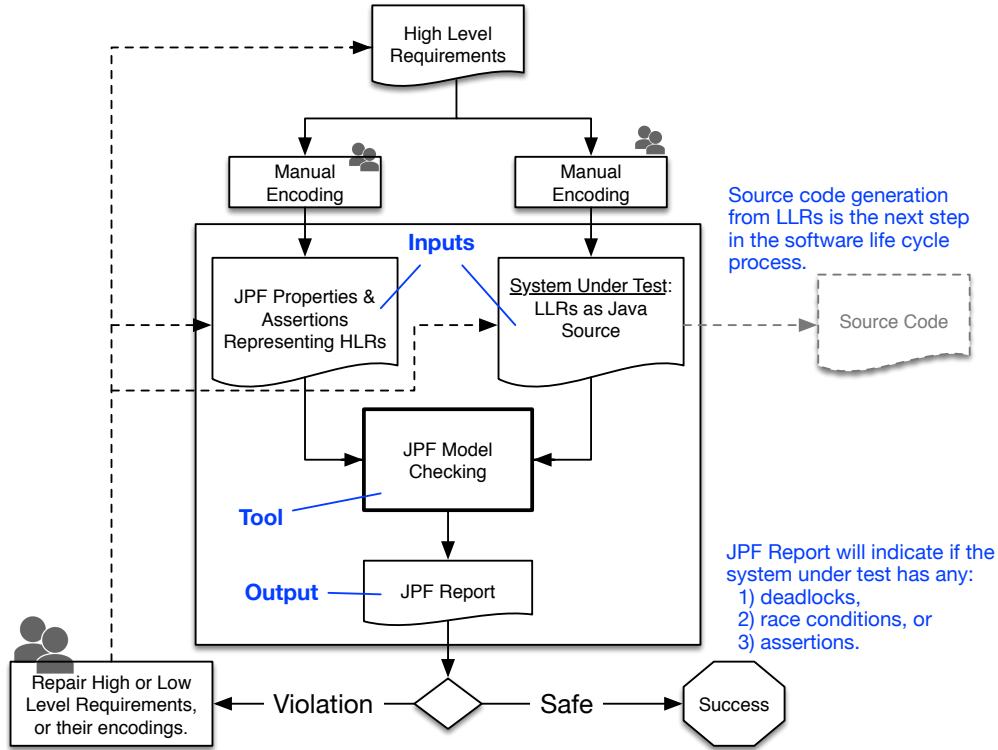 High Level
Requirements
Manual
Encoding
Manual
Encoding
Source code generation
from LLRs is the next step
in the software life cycle
process.
Inputs
JPF Properties &
Assertions
Representing HLRs
System Under Test:
LLRs as Java
Source
Source Code
JPF Model
Checking
Tool
Output
JPF Report
JPF Report will indicate if the
system under test has any:
1) deadlocks,
2) race conditions, or
3) assertions.
Repair High or Low
Level Requirements,
or their encodings.
Violation
Safe
Success